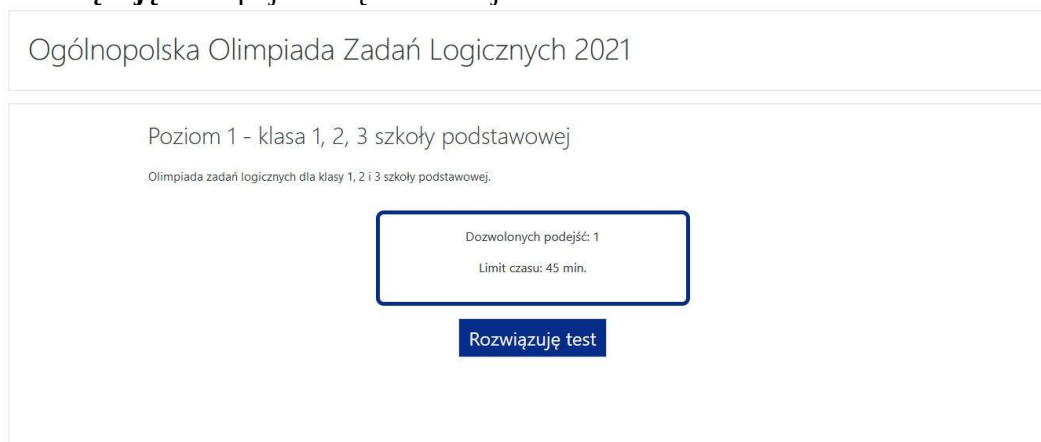 Ogólnopolska Olimpiada Zadań Logicznych 2021
Poziom 1 - klasa 1, 2, 3 szkoły podstawowej
Olimpiada zadań logicznych dla klasy 1, 2 i 3 szkoły podstawowej.
Dozwolonych podejść: 1
Limit czasu: 45 min.
Rozwiązuję test